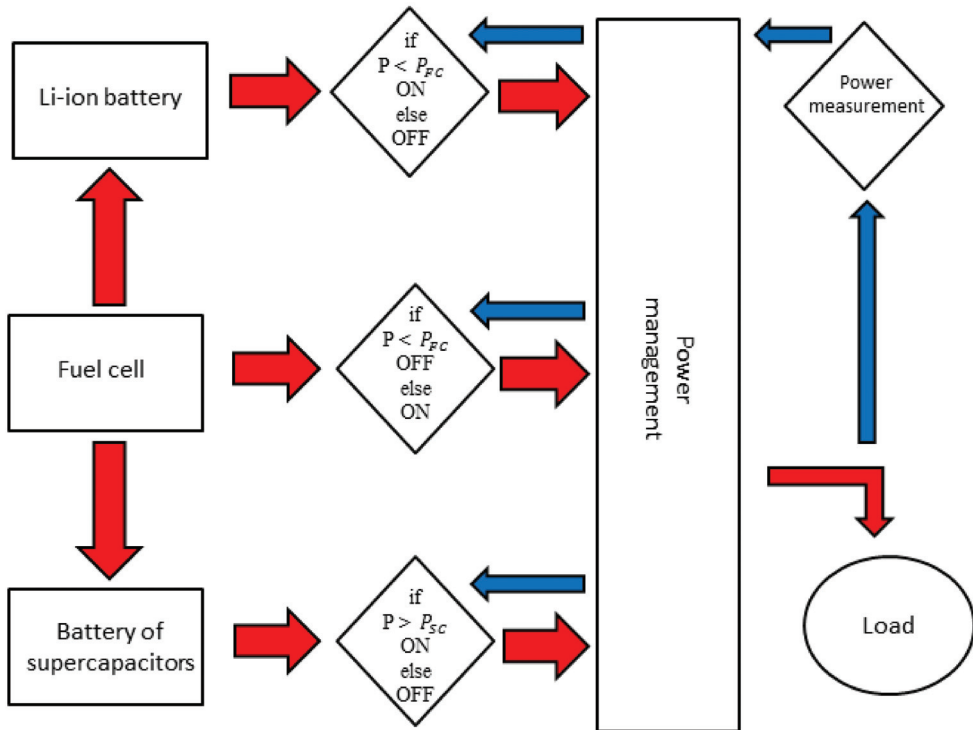 Li-ion battery
if
P < P_FC
ON
else
OFF
Power
measurement
Fuel cell
if
P < P_FC
OFF
else
ON
Power
management
Battery of
supercapacitors
if
P > P_SC
ON
else
OFF
Load